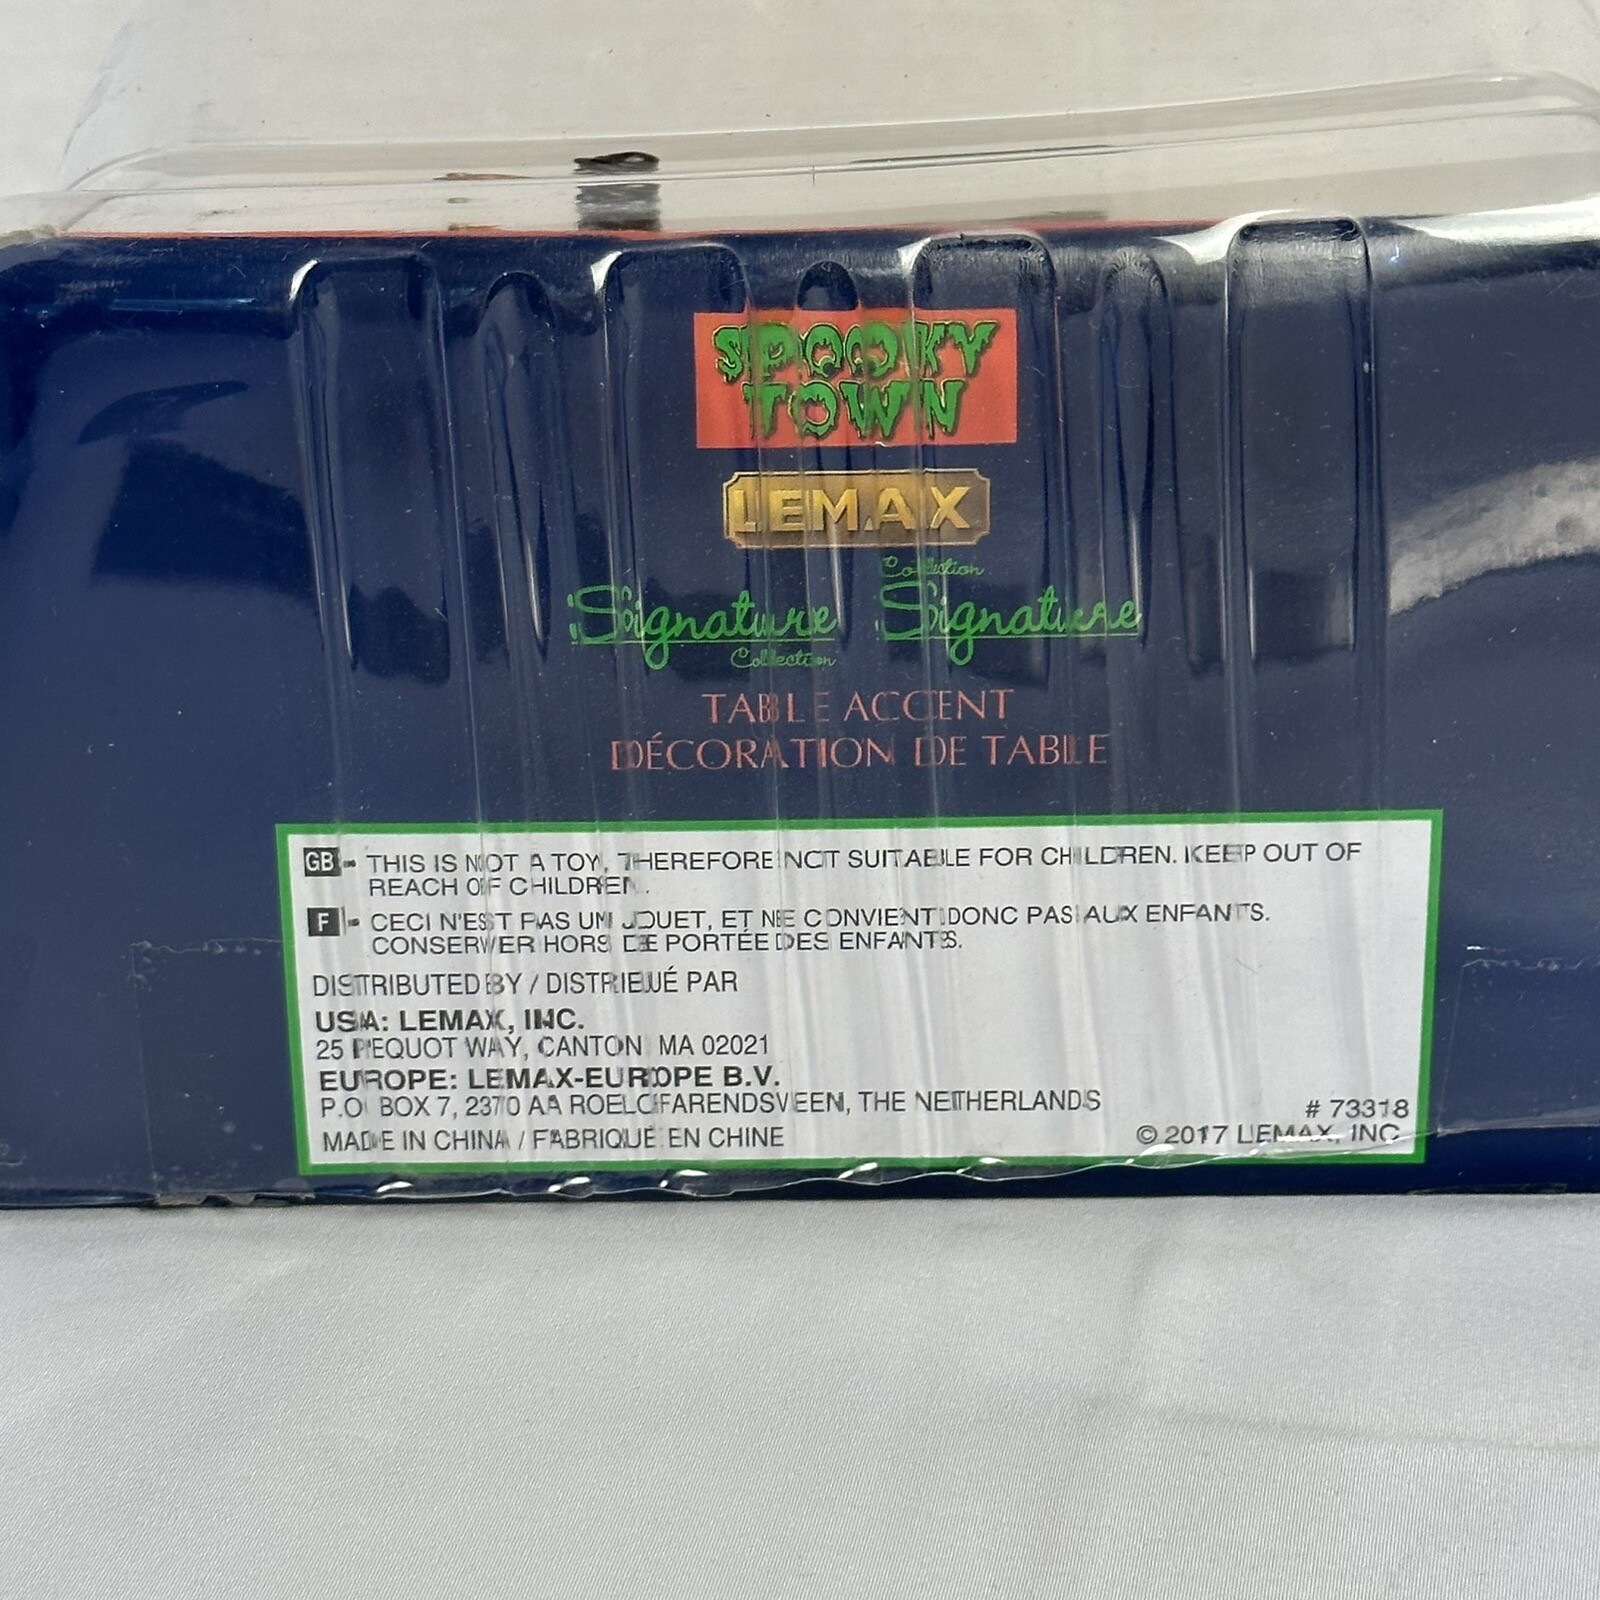 SPOOKY
TOWN
LEMAX
Collection
Signature Signature
Collection
TABLE ACCENT
DÉCORATION DE TABLE
GB - THIS IS NOT A TOY, THEREFORE NOT SUITABLE FOR CHILDREN. KEEP OUT OF
REACH OF CHILDREN.
F - CECI N'EST PAS UN JOUET, ET NE CONVIENT DONC PAS AUX ENFANTS.
CONSERVER HORS DE PORTÉE DES ENFANTS.
DISTRIBUTED BY / DISTRIBUÉ PAR
USA: LEMAX, INC.
25 PEQUOT WAY, CANTON MA 02021
EUROPE: LEMAX-EUROPE B.V.
P.O. BOX 7, 2370 AA ROELOFARENDSVEEN, THE NETHERLANDS
MADE IN CHINA / FABRIQUÉ EN CHINE
# 73318
© 2017 LEMAX, INC